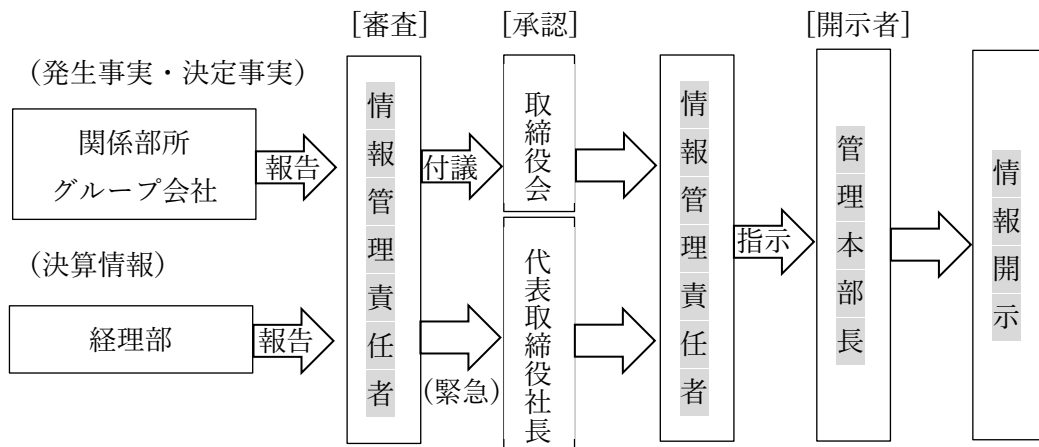 [審査]
[承認]
[開示者]
(発生事実・決定事実)
関係部所
グループ会社
報告
(決算情報)
経理部
報告
情報管理責任者
付議
(緊急)
取締役会
代表取締役社長
情報管理責任者
指示
管理本部長
情報開示